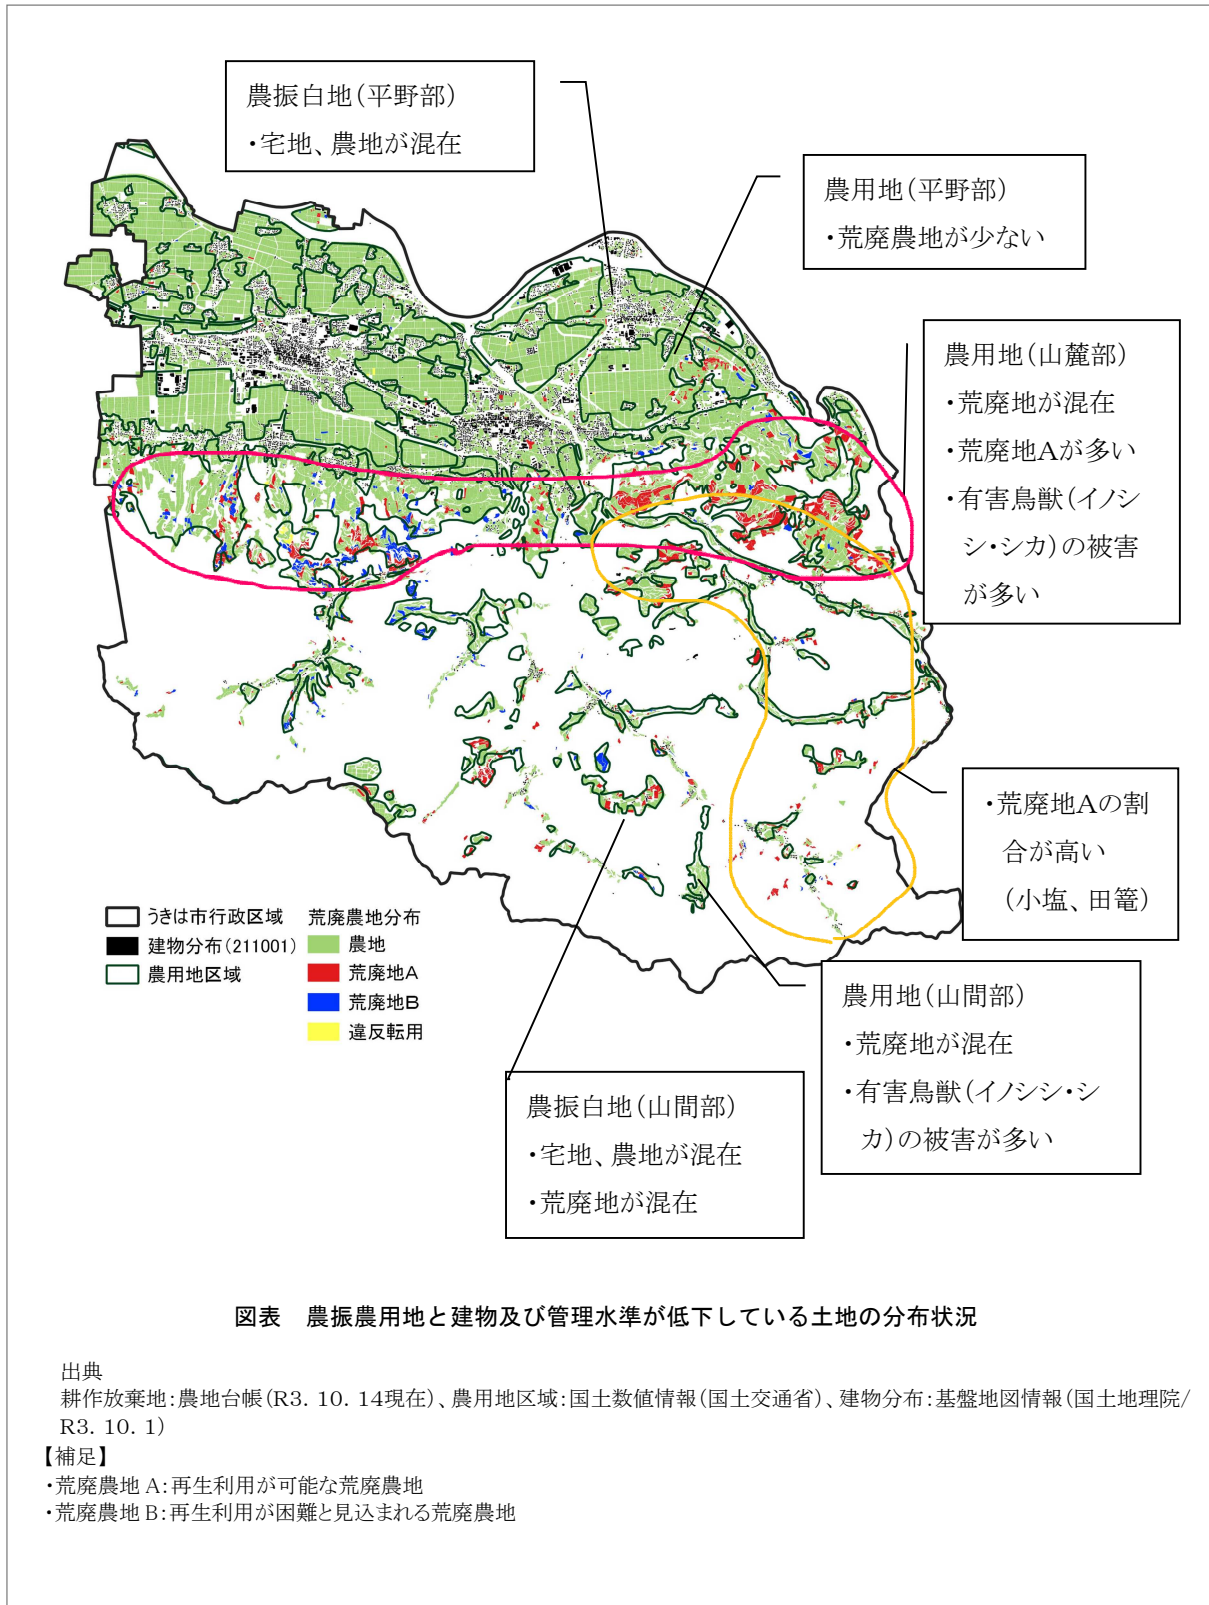 農振白地（平野部）
・宅地、農地が混在
農用地（平野部）
・荒廃農地が少ない
農用地（山麓部）
・荒廃地が混在
・荒廃地Aが多い
・有害鳥獣（イノシ
シ・シカ）の被害
が多い
・荒廃地Aの割
合が高い
（小塩、田篭）
うきは市行政区域
建物分布（211001）
農用地区域
荒廃農地分布
農地
荒廃地A
荒廃地B
違反転用
農用地（山間部）
・荒廃地が混在
・有害鳥獣（イノシシ・シ
カ）の被害が多い
農振白地（山間部）
・宅地、農地が混在
・荒廃地が混在
図表　農振農用地と建物及び管理水準が低下している土地の分布状況
出典
耕作放棄地：農地台帳（R3．10．14現在）、農用地区域：国土数値情報（国土交通省）、建物分布：基盤地図情報（国土地理院/
R3．10．1）
【補足】
・荒廃農地 A：再生利用が可能な荒廃農地
・荒廃農地 B：再生利用が困難と見込まれる荒廃農地